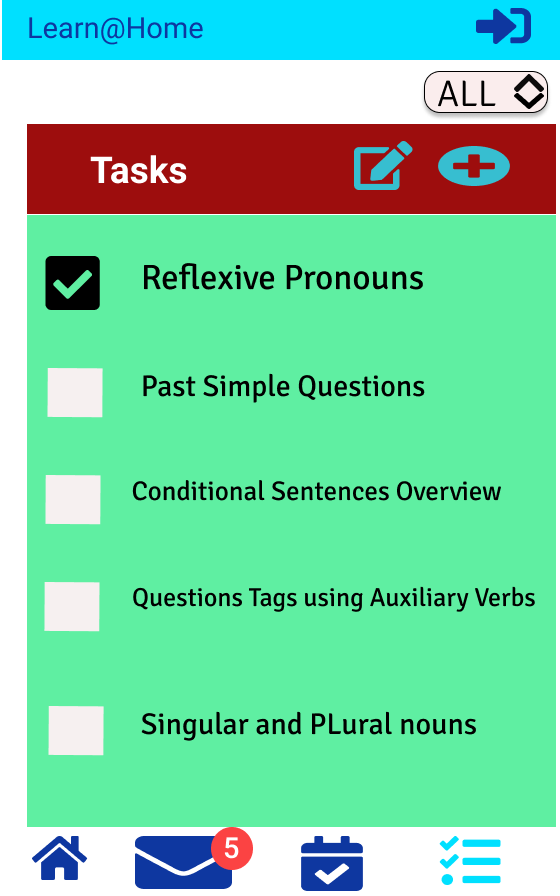 Learn@Home
ALL
Tasks
Reflexive Pronouns
Past Simple Questions
Conditional Sentences Overview
Questions Tags using Auxiliary Verbs
Singular and PLural nouns
5